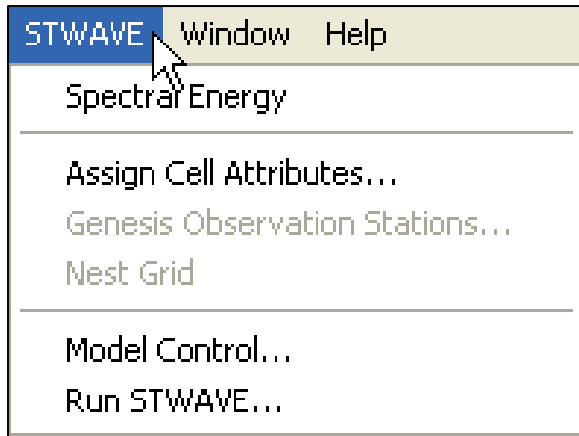 STWAVE Window Help
Spectral Energy
Assign Cell Attributes...
Genesis Observation Stations...
Nest Grid
Model Control...
Run STWAVE...